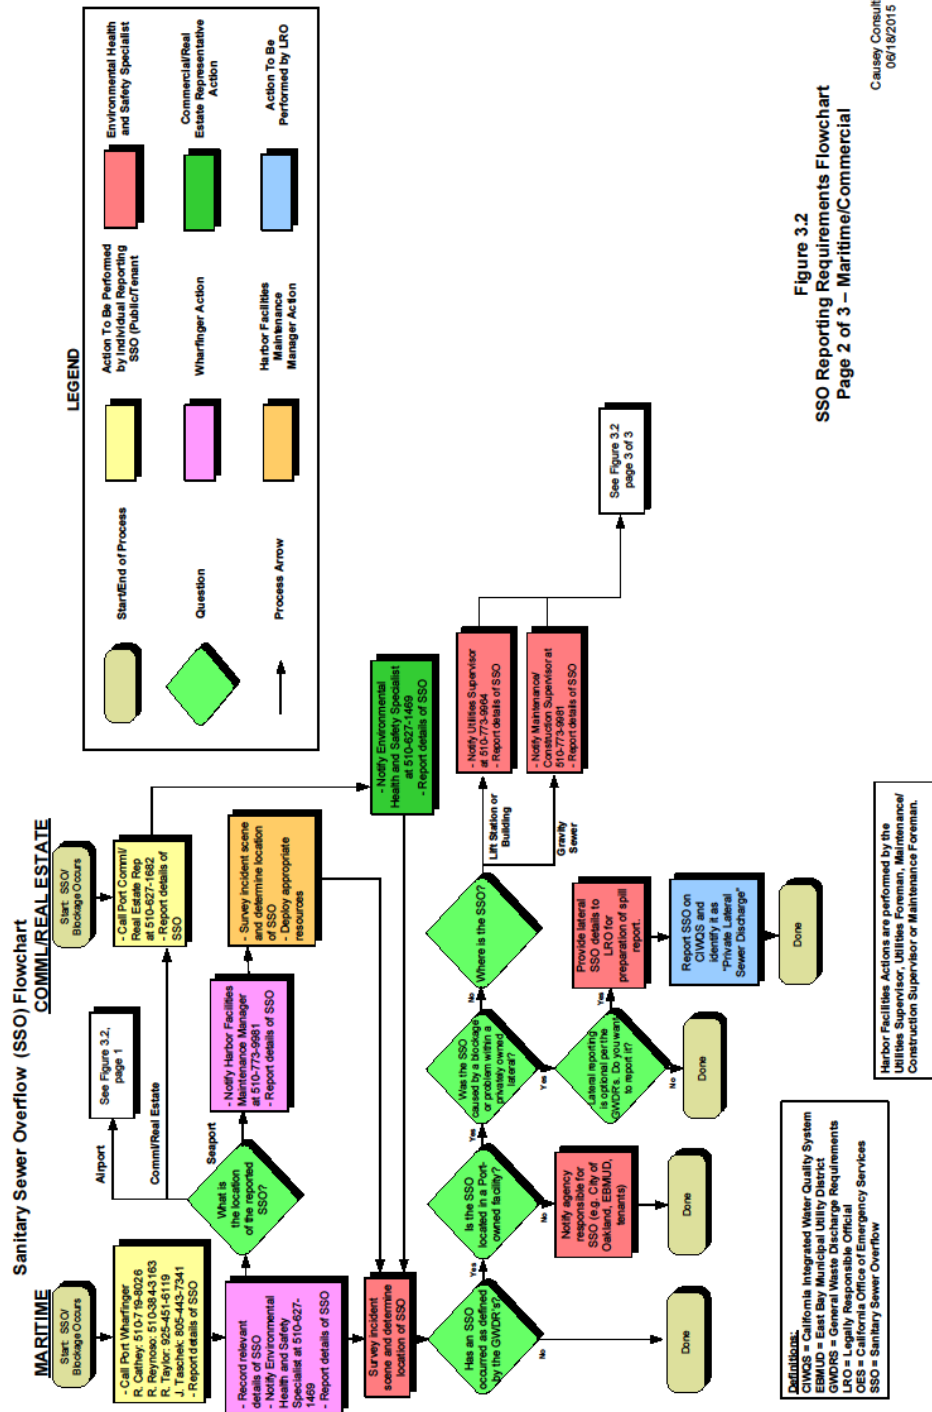 Sanitary Sewer Overflow (SSO) Flowchart
MARITIME
COMML/REAL ESTATE
Start: SSO/
Blockage Occurs
- Call Port Wharfinger
R. Cathey: 510-719-8026
R. Reynoso: 510-384-3163
R. Taylor: 925-451-6119
J. Taschek: 805-443-7341
- Report details of SSO
- Record relevant
details of SSO
- Notify Environmental
Health and Safety
Specialist at 510-627-
1469
- Report details of SSO
What is
the location
of the reported
SSO?
Airport
See Figure 3.2,
page 1
Comml/Real Estate
Seaport
Start: SSO/
Blockage Occurs
- Call Port Comml/
Real Estate Rep
at 510-627-1682
- Report details of
SSO
- Notify Harbor Facilities
Maintenance Manager
at 510-773-9981
- Report details of SSO
- Survey incident scene
and determine location
of SSO
- Deploy appropriate
resources
- Notify Environmental
Health and Safety Specialist
at 510-627-1469
- Report details of SSO
Survey incident
scene and determine
location of SSO
Has an SSO
occurred as defined
by the GWDR's?
No
Done
Yes
Is the SSO
located in a Port-
owned facility?
No
Notify agency
responsible for
SSO (e.g. City of
Oakland, EBMUD,
tenants)
Done
Yes
Was the SSO
caused by a blockage
or problem within a
privately owned
lateral?
Yes
Lateral reporting
is optional per the
GWDR's. Do you want
to report it?
No
Done
Yes
Provide lateral
SSO details to
LRO for
preparation of spill
report.
Report SSO on
CIWQS and
identify it as
"Private Lateral
Sewer Discharge"
Done
No
Where is the SSO?
Lift Station or
Building
Gravity
Sewer
- Notify Utilities Supervisor
at 510-773-9964
- Report details of SSO
- Notify Maintenance/
Construction Supervisor at
510-773-9981
- Report details of SSO
See Figure 3.2
page 3 of 3
LEGEND
Start/End of Process
Action To Be Performed
by Individual Reporting
SSO (Public/Tenant
Environmental Health
and Safety Specialist
Question
Wharfinger Action
Commercial/Real
Estate Representative
Action
Process Arrow
Harbor Facilities
Maintenance
Manager Action
Action To Be
Performed by LRO
Definitions:
CIWQS = California Integrated Water Quality System
EBMUD = East Bay Municipal Utility District
GWDRS = General Waste Discharge Requirements
LRO = Legally Responsible Official
OES = California Office of Emergency Services
SSO = Sanitary Sewer Overflow
Harbor Facilities Actions are performed by the
Utilities Supervisor, Utilities Foreman, Maintenance/
Construction Supervisor or Maintenance Foreman.
Figure 3.2
SSO Reporting Requirements Flowchart
Page 2 of 3 – Maritime/Commercial
Causey Consult
06/18/2015